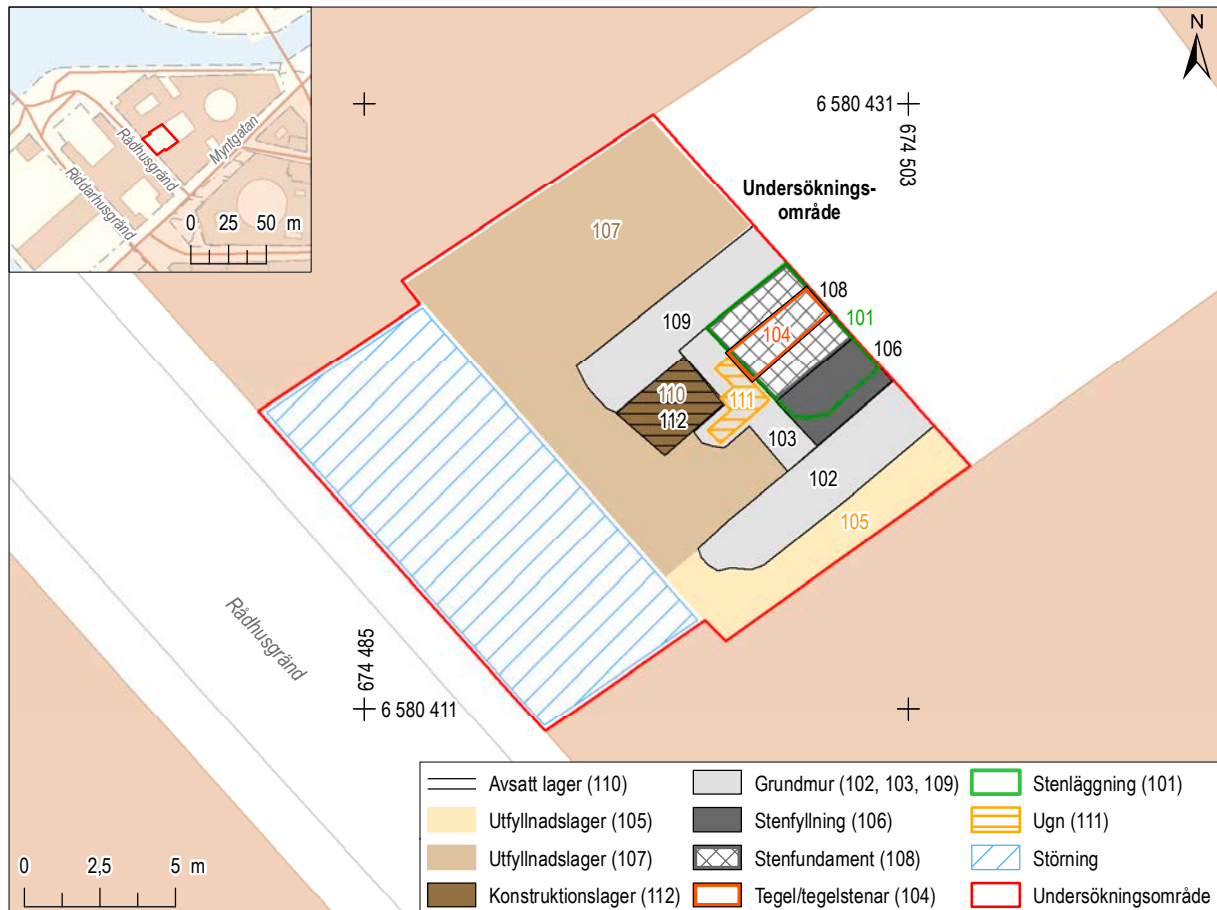 Rådhusgränd
Riddarhusgränd
Myntgatan
0 25 50 m
N
6 580 431
674 503
Undersöknings-
område
107
109
108
101
104
106
110
111
112
103
102
105
Rådhusgränd
674 485
6 580 411
0 2,5 5 m
Avsatt lager (110)
Utfyllnadslager (105)
Utfyllnadslager (107)
Konstruktionslager (112)
Grundmur (102, 103, 109)
Stenfyllning (106)
Stenfundament (108)
Tegel/tegelstenar (104)
Stenläggning (101)
Ugn (111)
Störning
Undersökningsområde